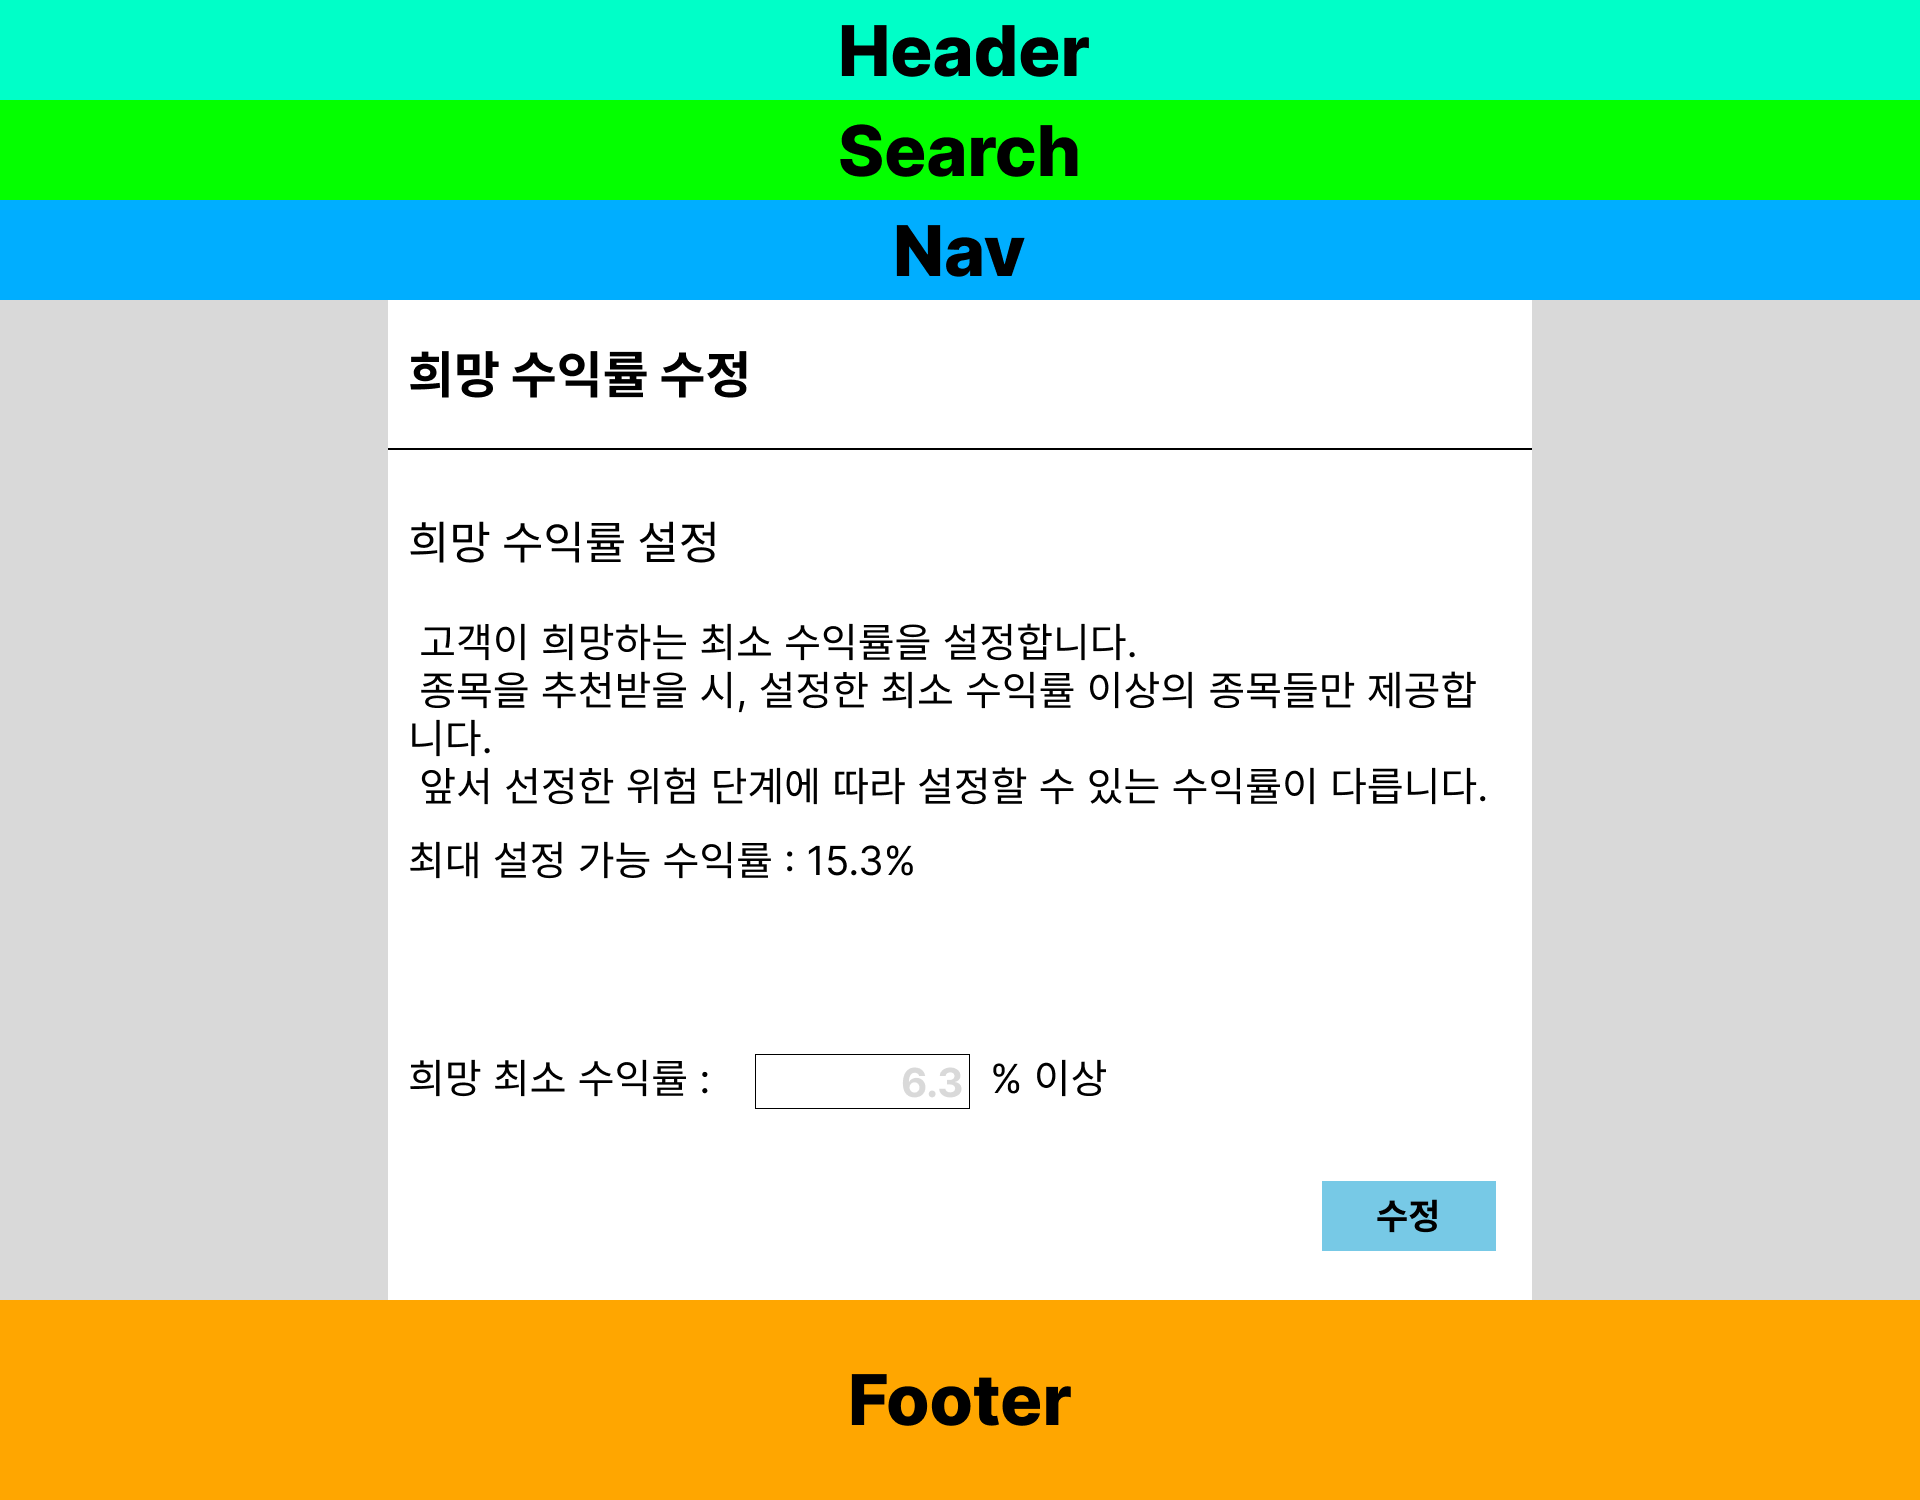 Header
Search
Nav
희망 수익률 수정
희망 수익률 설정
고객이 희망하는 최소 수익률을 설정합니다.
종목을 추천받을 시, 설정한 최소 수익률 이상의 종목들만 제공합
니다.
앞서 선정한 위험 단계에 따라 설정할 수 있는 수익률이 다릅니다.
최대 설정 가능 수익률 : 15.3%
희망 최소 수익률 : 6.3 % 이상
수정
Footer